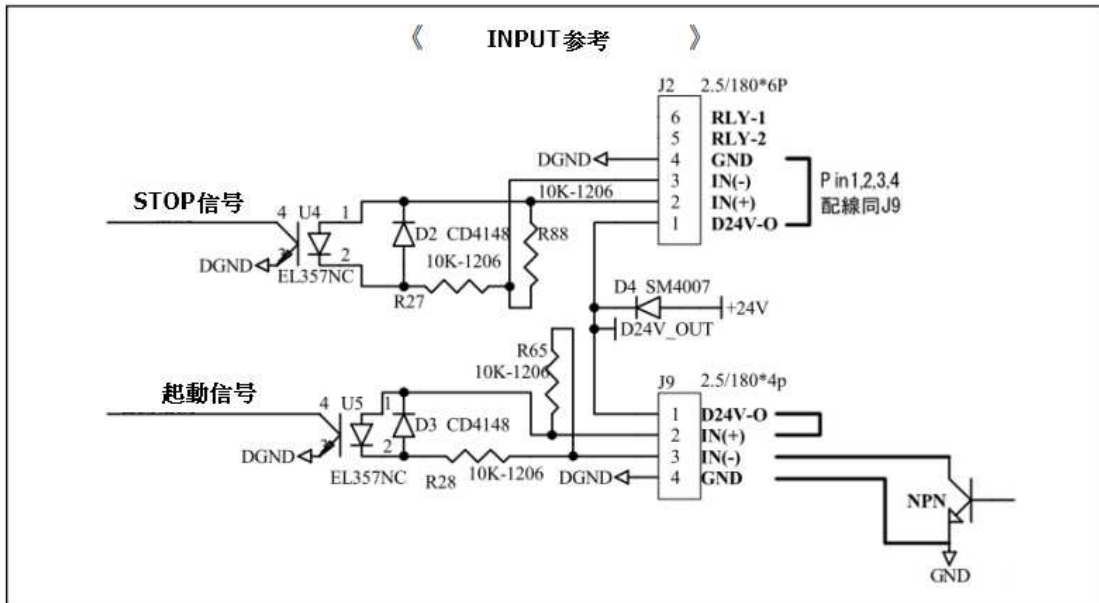 《 INPUT参考 》
J2 2.5/180*6P
6 RLY-1
5 RLY-2
DGND 4 GND
3 IN(-)
10K-1206 2 IN(+)
1 D24V-O
Pin1,2,3,4
配線同J9
STOP信号
4 U4 1
D2 CD4148
R88
3 2
DGND
EL357NC
10K-1206
R27
D4 SM4007
+24V
D24V_OUT
R65
10K-1206
J9 2.5/180*4p
起動信号
1 D24V-O
2 IN(+)
3 IN(-)
DGND 4 GND
4 U5 1
D3 CD4148
3 2
DGND
EL357NC
R28
10K-1206
NPN
GND